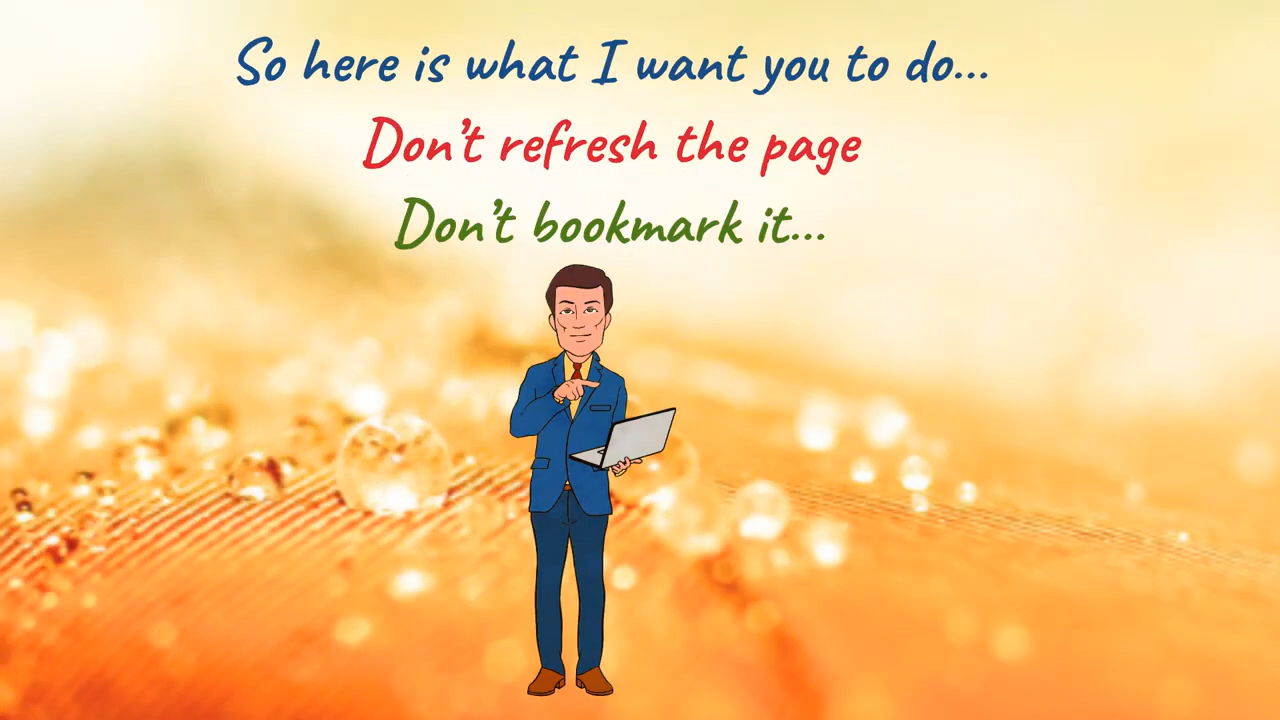 So here is what I want you to do...
Don't refresh the page
Don't bookmark it...